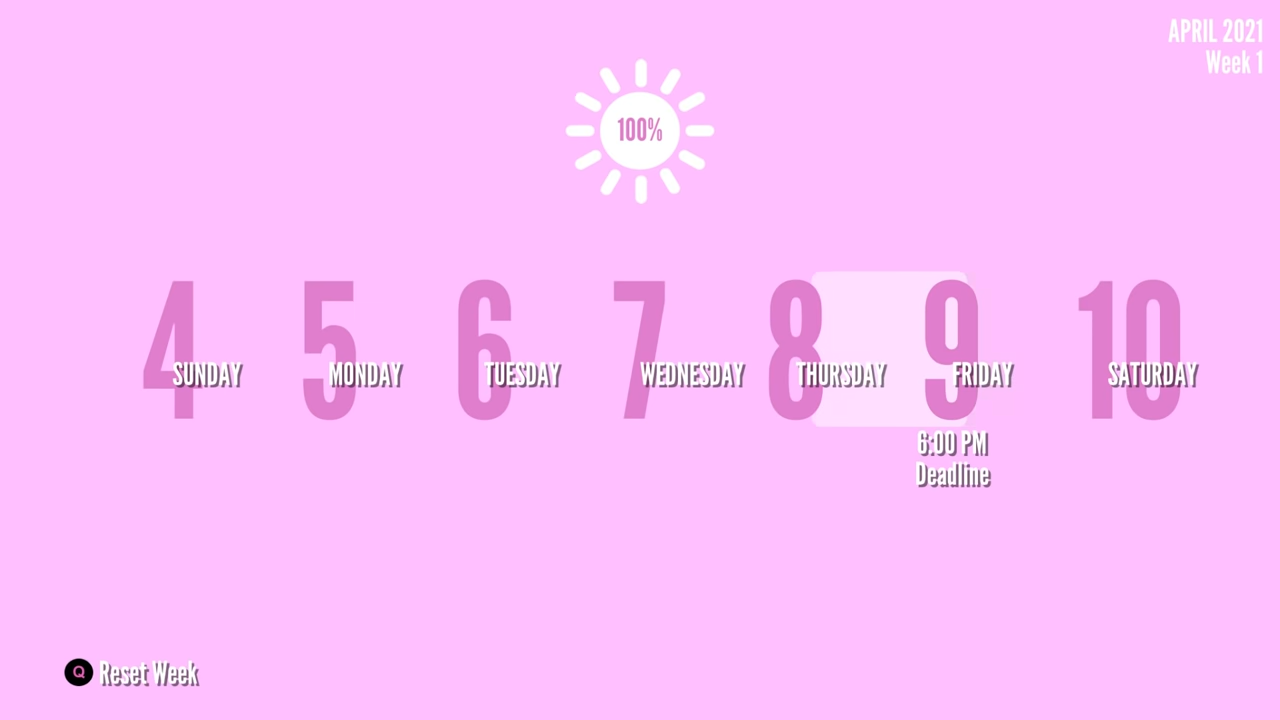 APRIL 2021
Week 1
100%
4 5 6 7 8 9 10
SUNDAY MONDAY TUESDAY WEDNESDAY THURSDAY FRIDAY SATURDAY
6:00 PM
Deadline
Q Reset Week